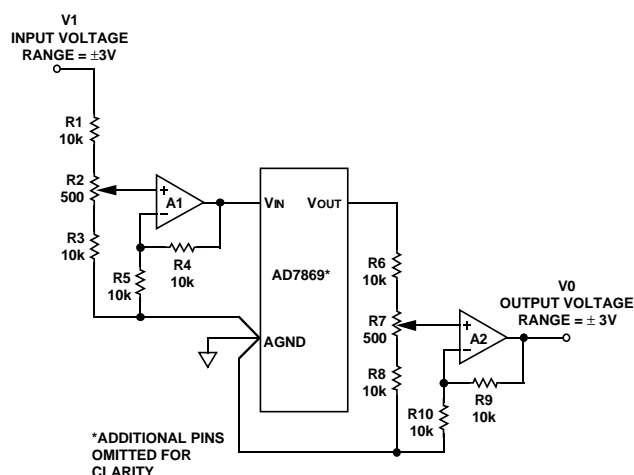 V1
INPUT VOLTAGE
RANGE = ±3V
R1
10k
R2
500
R3
10k
+
A1
–
R4
10k
R5
10k
VIN
VOUT
AD7869*
AGND
R6
10k
R7
500
R8
10k
+
A2
–
R9
10k
R10
10k
V0
OUTPUT VOLTAGE
RANGE = ± 3V
*ADDITIONAL PINS
OMITTED FOR
CLARITY